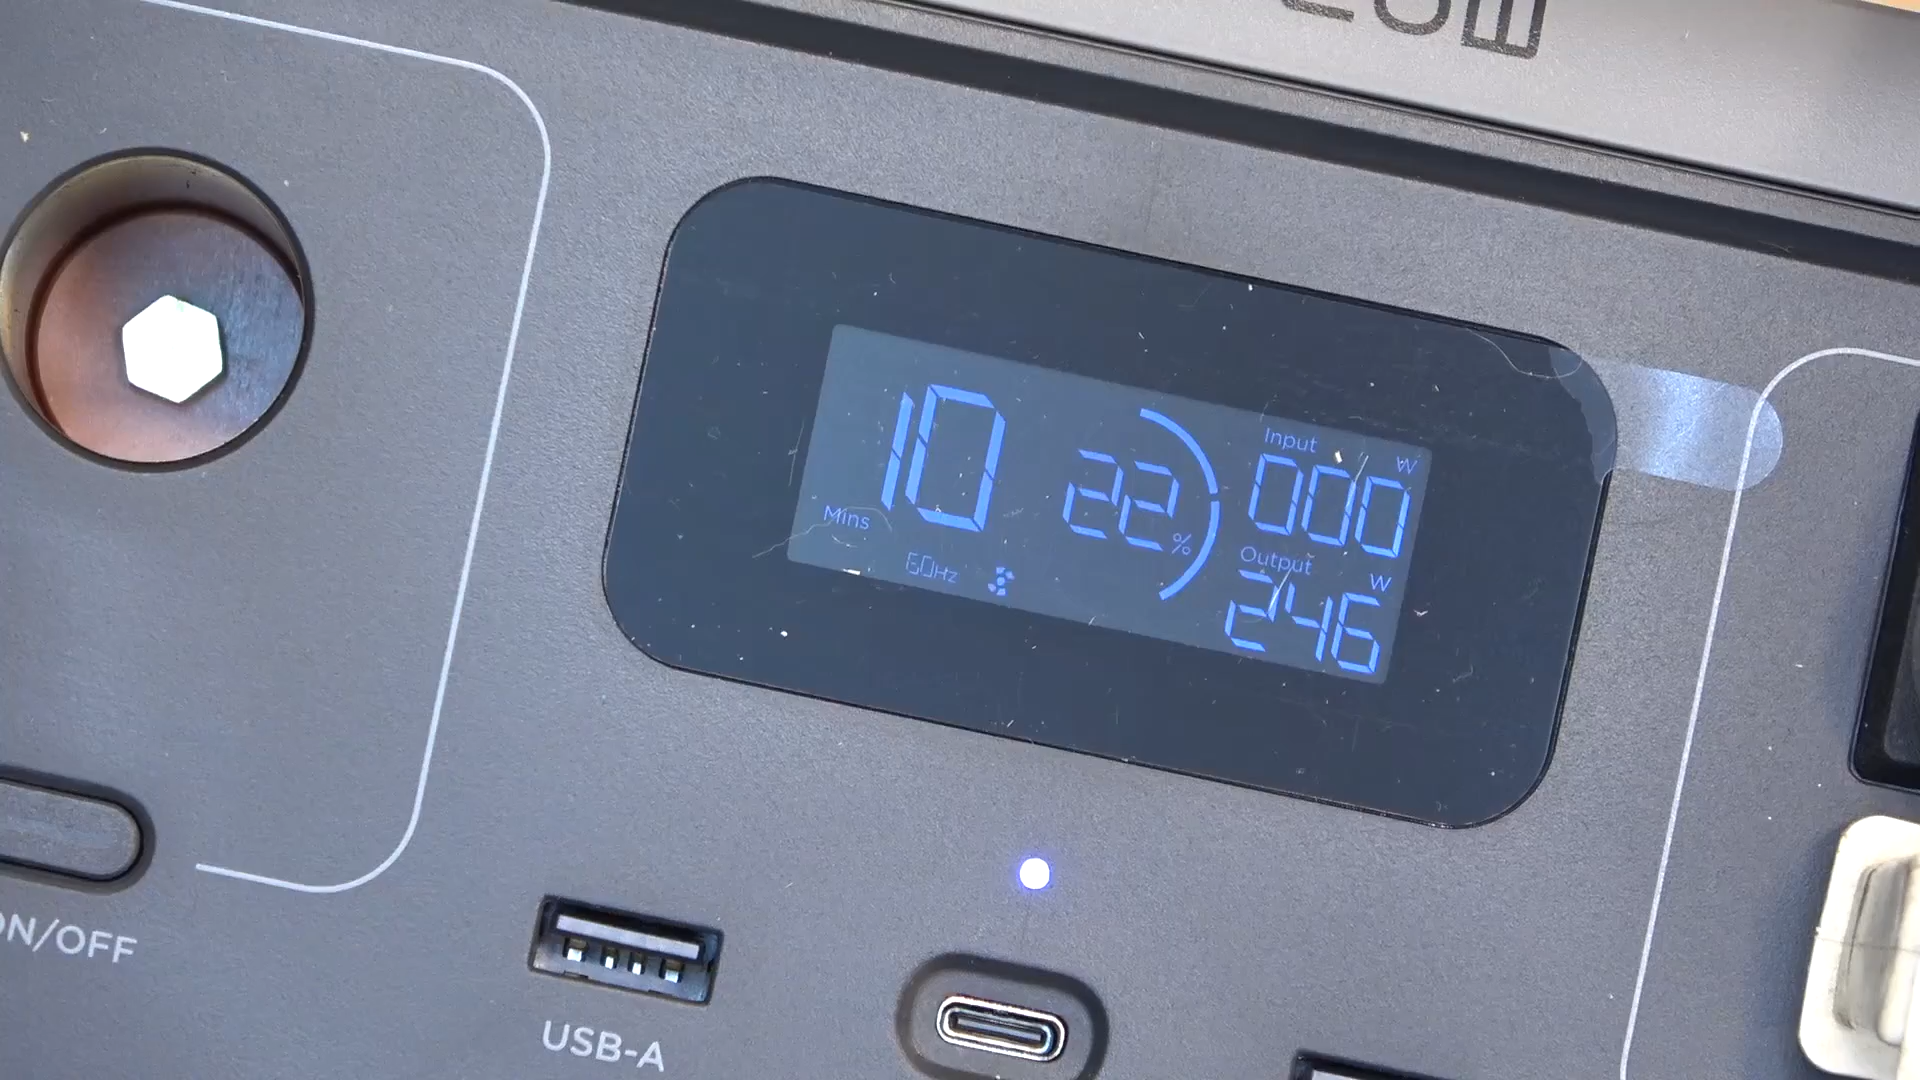 10
Mins
60Hz
22%
Input
000 W
Output
246 W
ON/OFF
USB-A